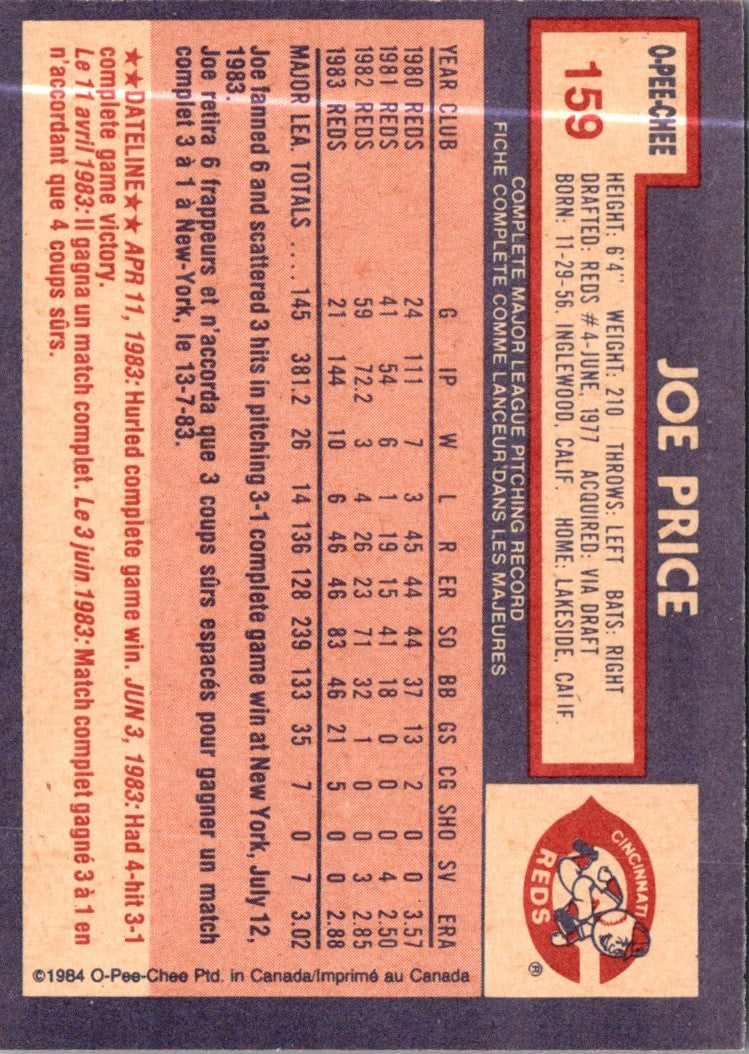 O-PEE-CHEE
159
JOE PRICE
HEIGHT: 6'4" WEIGHT: 210 THROWS: LEFT BATS: RIGHT
DRAFTED: REDS #4-JUNE, 1977 ACQUIRED: VIA DRAFT
BORN: 11-29-56, INGLEWOOD, CALIF. HOME: LAKESIDE, CALIF.
CINCINNATI
REDS
®
COMPLETE MAJOR LEAGUE PITCHING RECORD
FICHE COMPLETE COMME LANCEUR DANS LES MAJEURES
YEAR CLUB G IP W L R ER SO BB GS CG SHO SV ERA
1980 REDS 24 111 7 3 45 44 44 37 13 2 0 0 3.57
1981 REDS 41 54 6 1 19 15 41 18 0 0 0 4 2.50
1982 REDS 59 72.2 3 4 26 23 71 32 1 0 0 3 2.85
1983 REDS 21 144 10 6 46 46 83 46 21 5 0 0 2.88
MAJOR LEA. TOTALS .... 145 381.2 26 14 136 128 239 133 35 7 0 7 3.02
Joe fanned 6 and scattered 3 hits in pitching 3-1 complete game win at New York, July 12,
1983.
Joe retira 6 frappeurs et n'accorda que 3 coups sûrs espacés pour gagner un match
complet 3 à 1 à New-York, le 13-7-83.
★★DATELINE★★ APR 11, 1983: Hurled complete game win. JUN 3, 1983: Had 4-hit 3-1
complete game victory.
Le 11 avril 1983: Il gagna un match complet. Le 3 juin 1983: Match complet gagné 3 à 1 en
n'accordant que 4 coups sûrs.
©1984 O-Pee-Chee Ptd. in Canada/Imprimé au Canada